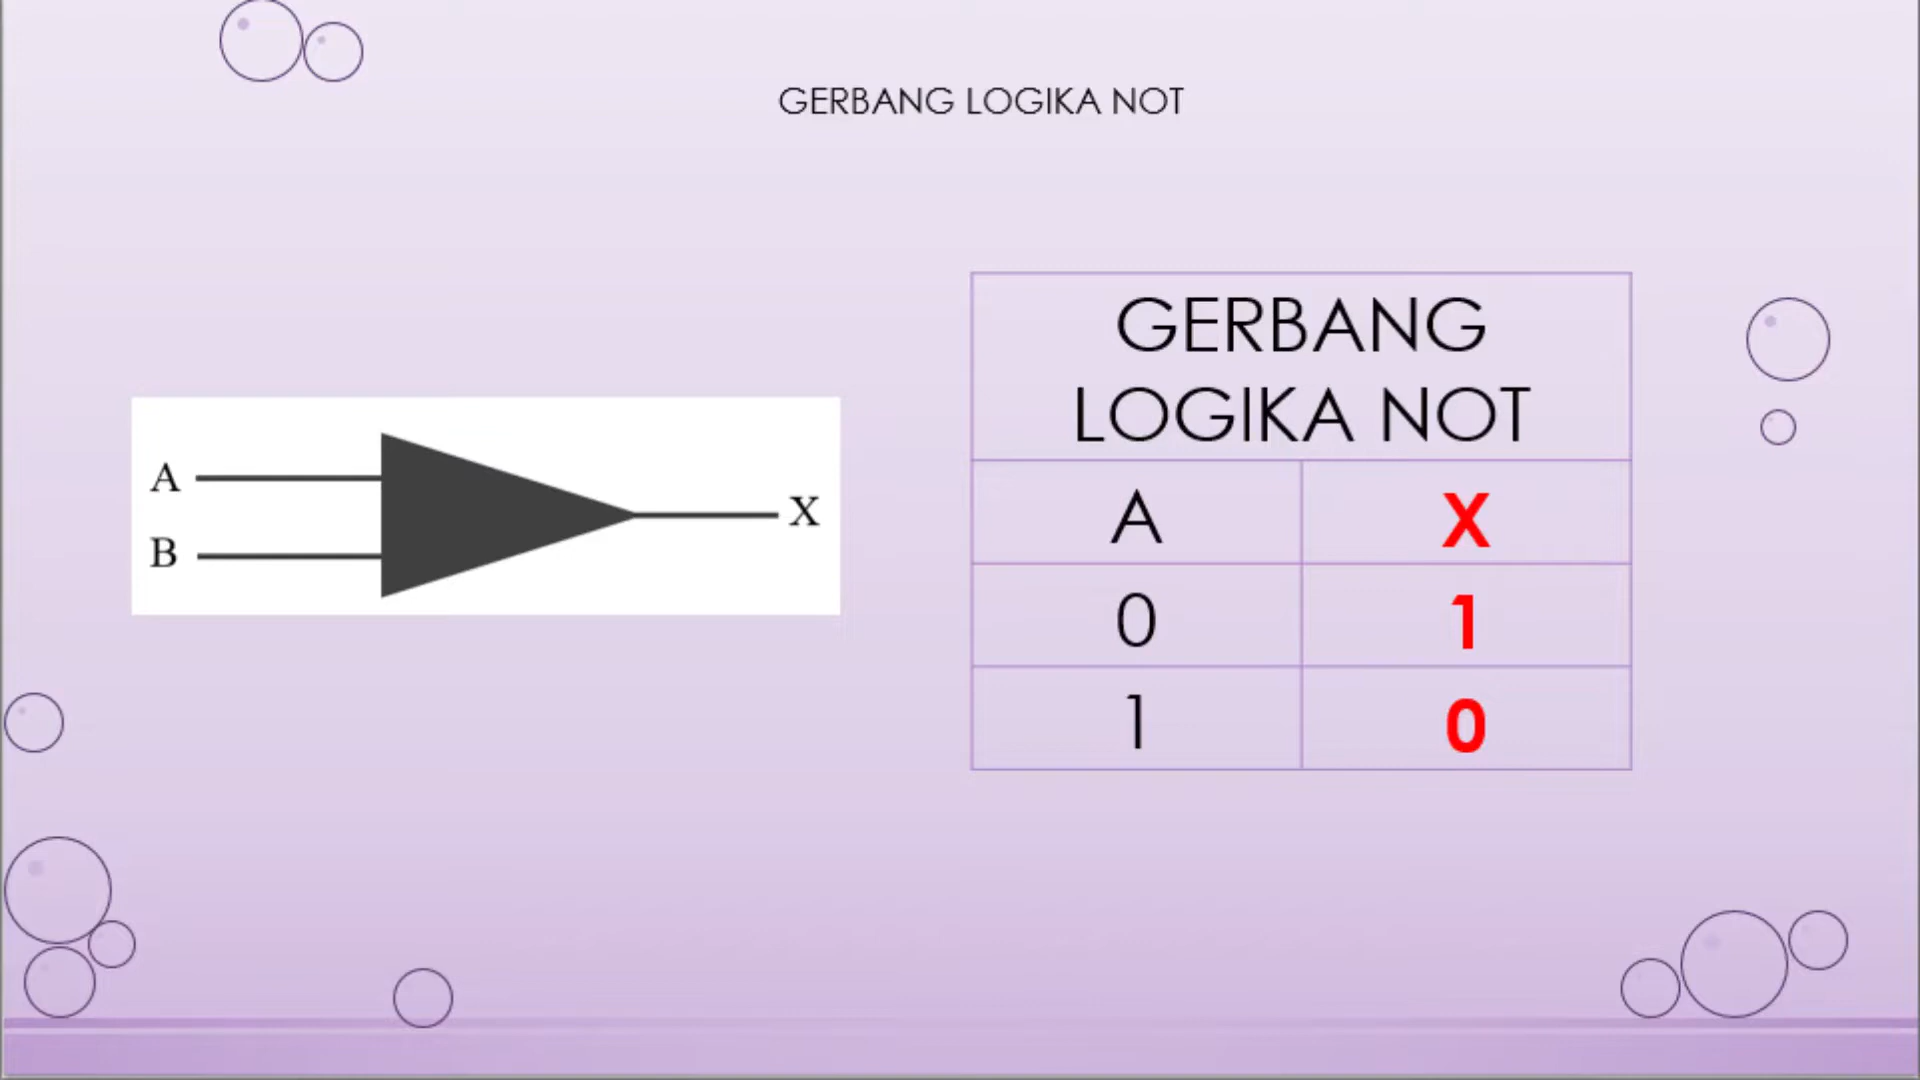 GERBANG LOGIKA NOT
A
B
X
GERBANG
LOGIKA NOT
A X
0 1
1 0